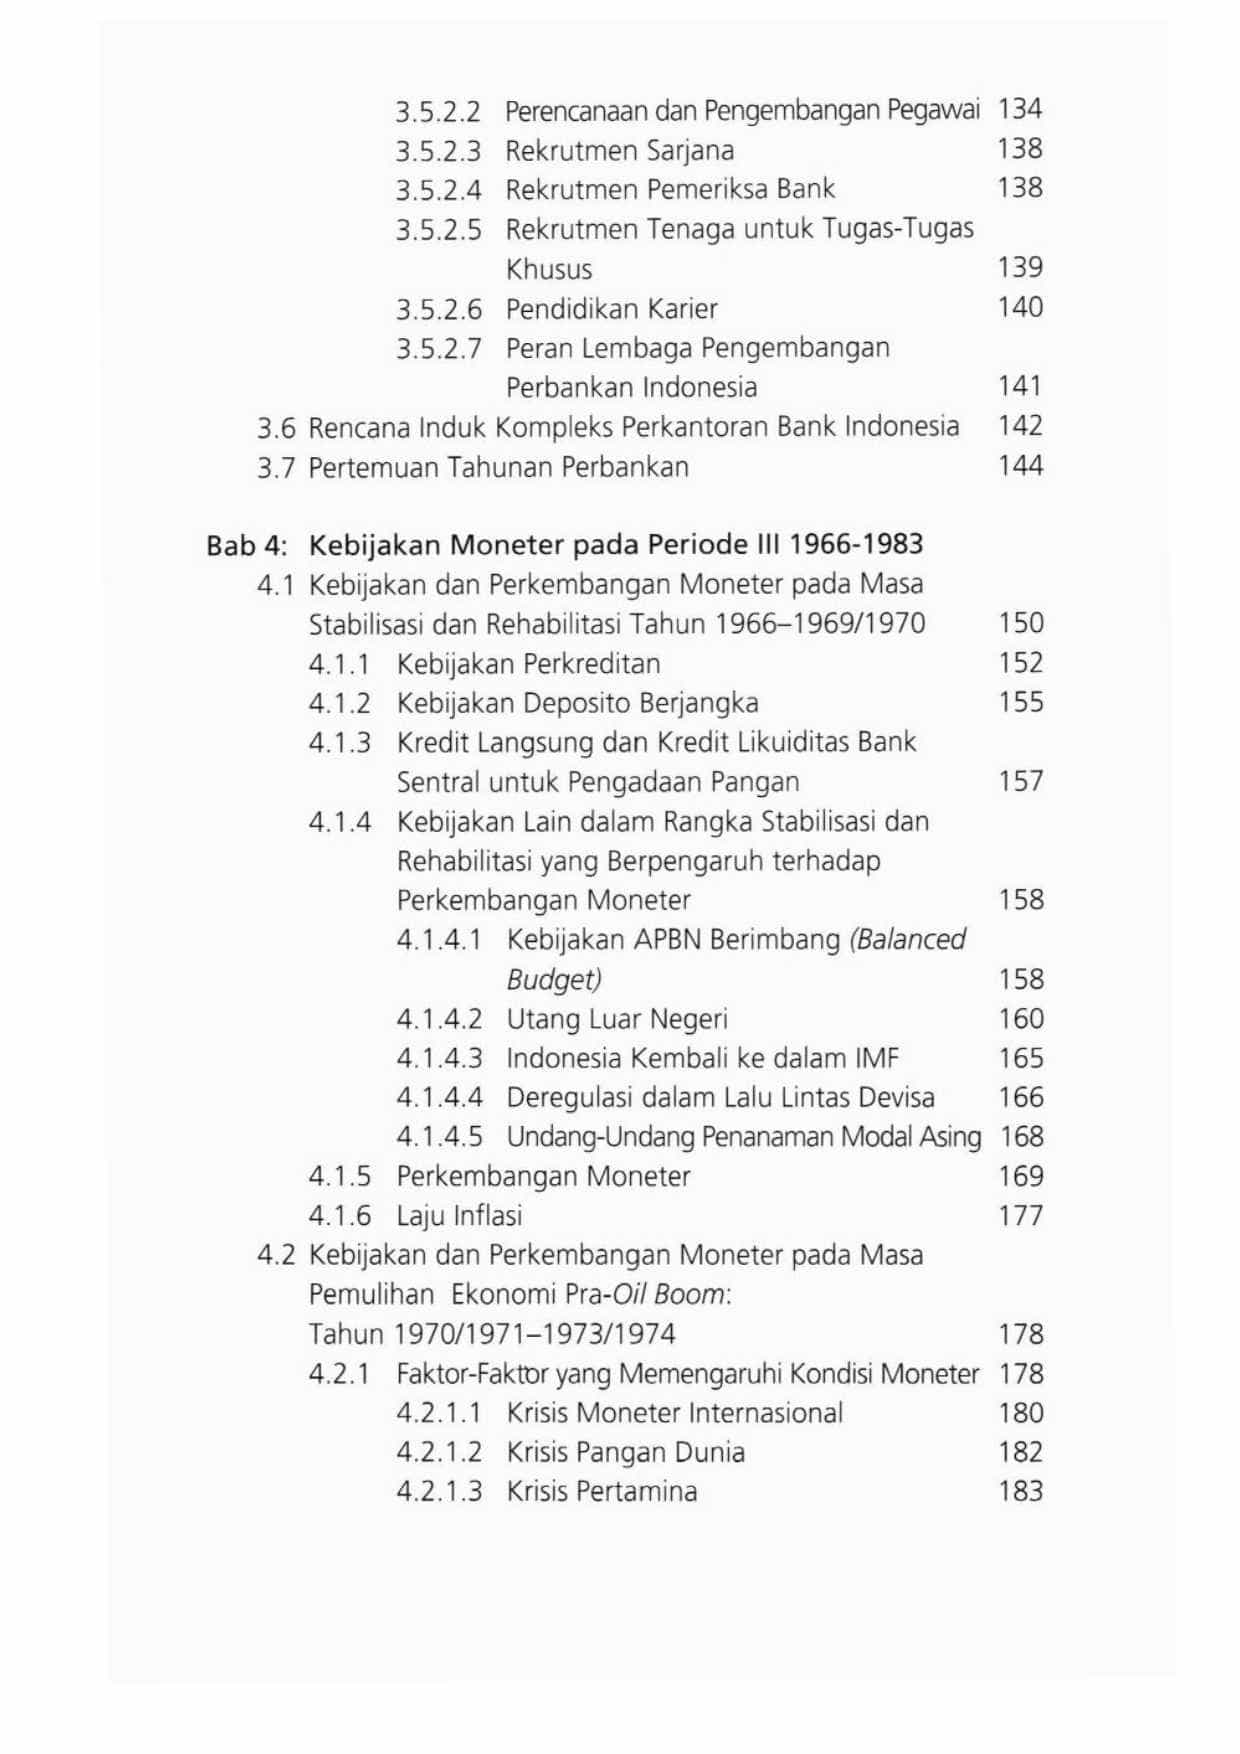 3.5.2.2 Perencanaan dan Pengembangan Pegawai 134
3.5.2.3 Rekrutmen Sarjana 138
3.5.2.4 Rekrutmen Pemeriksa Bank 138
3.5.2.5 Rekrutmen Tenaga untuk Tugas-Tugas
Khusus 139
3.5.2.6 Pendidikan Karier 140
3.5.2.7 Peran Lembaga Pengembangan
Perbankan Indonesia 141
3.6 Rencana Induk Kompleks Perkantoran Bank Indonesia 142
3.7 Pertemuan Tahunan Perbankan 144
Bab 4: Kebijakan Moneter pada Periode III 1966-1983
4.1 Kebijakan dan Perkembangan Moneter pada Masa
Stabilisasi dan Rehabilitasi Tahun 1966–1969/1970 150
4.1.1 Kebijakan Perkreditan 152
4.1.2 Kebijakan Deposito Berjangka 155
4.1.3 Kredit Langsung dan Kredit Likuiditas Bank
Sentral untuk Pengadaan Pangan 157
4.1.4 Kebijakan Lain dalam Rangka Stabilisasi dan
Rehabilitasi yang Berpengaruh terhadap
Perkembangan Moneter 158
4.1.4.1 Kebijakan APBN Berimbang (Balanced
Budget) 158
4.1.4.2 Utang Luar Negeri 160
4.1.4.3 Indonesia Kembali ke dalam IMF 165
4.1.4.4 Deregulasi dalam Lalu Lintas Devisa 166
4.1.4.5 Undang-Undang Penanaman Modal Asing 168
4.1.5 Perkembangan Moneter 169
4.1.6 Laju Inflasi 177
4.2 Kebijakan dan Perkembangan Moneter pada Masa
Pemulihan Ekonomi Pra-Oil Boom:
Tahun 1970/1971–1973/1974 178
4.2.1 Faktor-Faktor yang Memengaruhi Kondisi Moneter 178
4.2.1.1 Krisis Moneter Internasional 180
4.2.1.2 Krisis Pangan Dunia 182
4.2.1.3 Krisis Pertamina 183